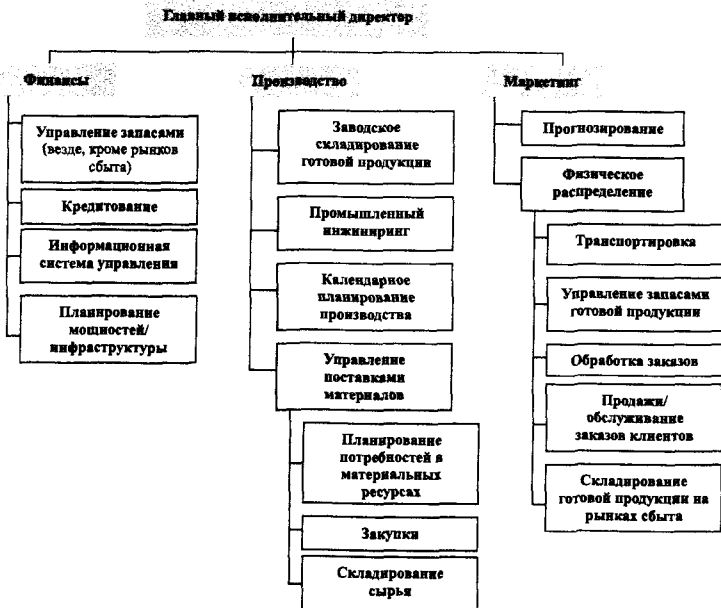 Главный исполнительный директор
Финансы
Управление запасами
(везде, кроме рынков
сбыта)
Кредитование
Информационная
система управления
Планирование
мощностей/
инфраструктуры
Производство
Заводское
складирование
готовой продукции
Промышленный
инжиниринг
Календарное
планирование
производства
Управление
поставками
материалов
Планирование
потребностей в
материальных
ресурсах
Закупки
Складирование
сырья
Маркетинг
Прогнозирование
Физическое
распределение
Транспортировка
Управление запасами
готовой продукции
Обработка заказов
Продажи/
обслуживание
заказов клиентов
Складирование
готовой продукции на
рынках сбыта